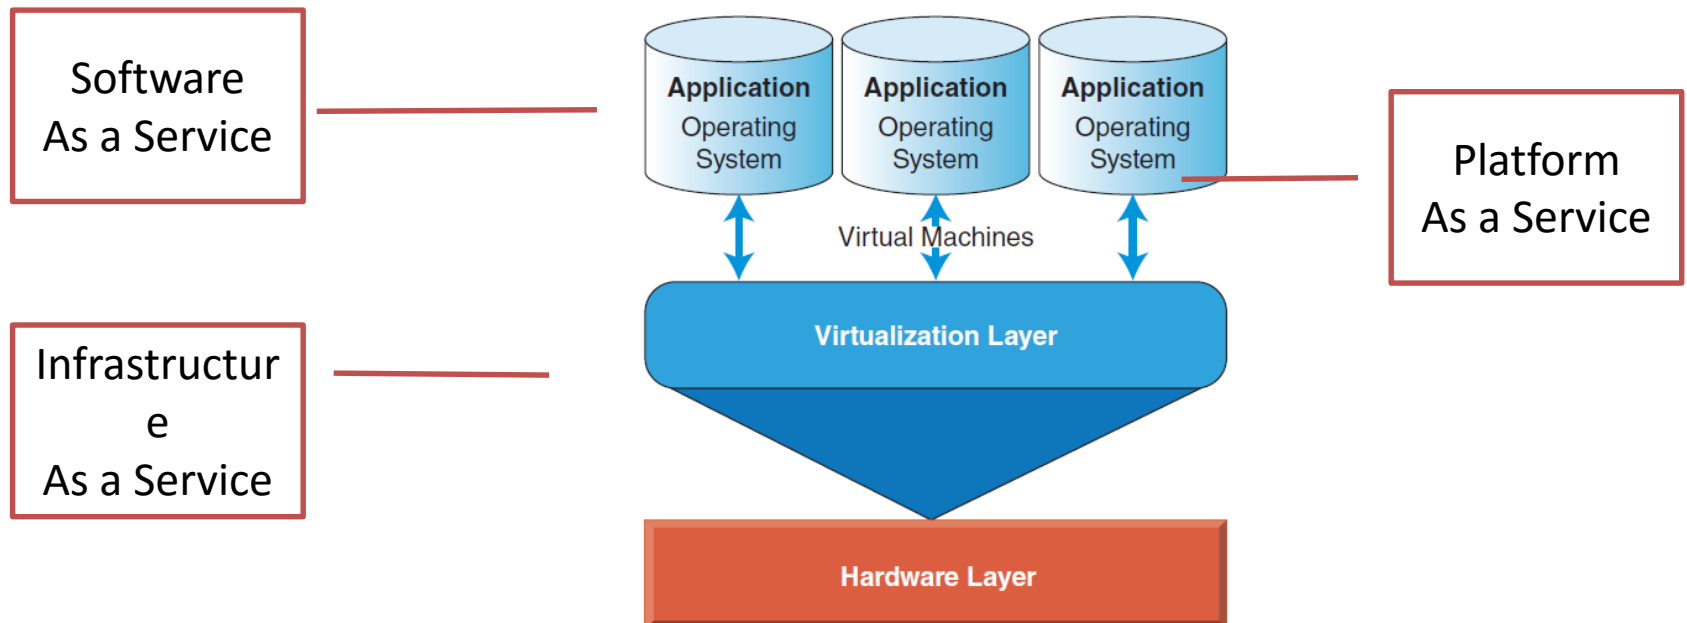 Software
As a Service
Application
Operating
System
Application
Operating
System
Application
Operating
System
Platform
As a Service
Virtual Machines
Infrastructur
e
As a Service
Virtualization Layer
Hardware Layer